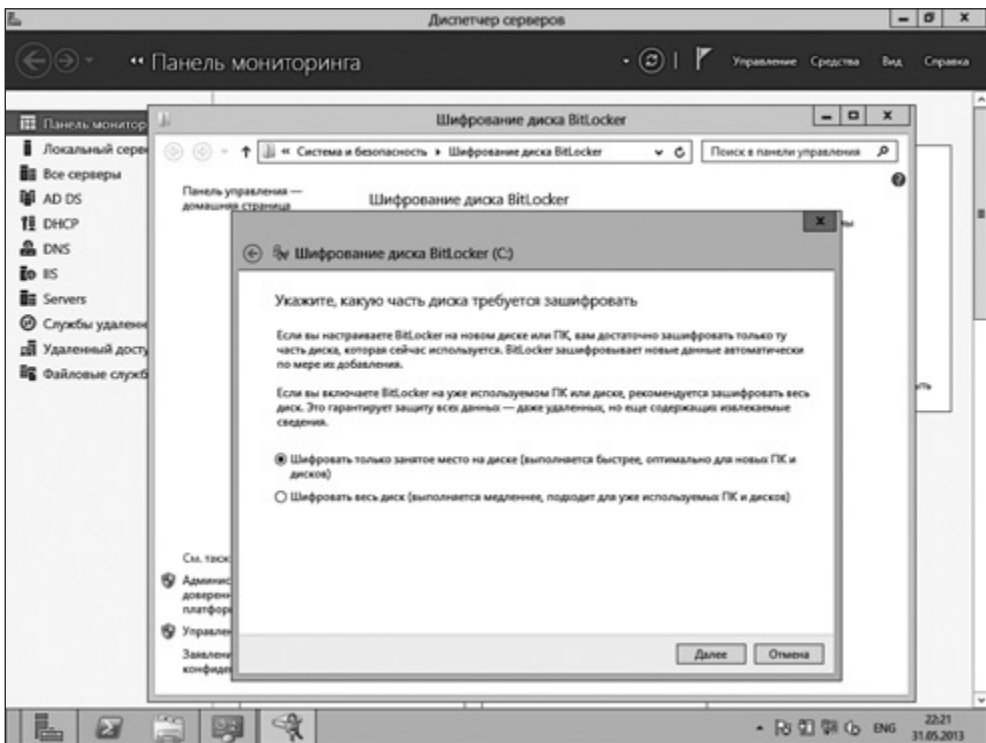 Диспетчер серверов
Панель мониторинга
Управление Средства Вид Справка
Панель монитор
Локальный серве
Все серверы
AD DS
DHCP
DNS
IIS
Servers
Службы удаленн
Удаленный досту
Файловые служб
Шифрование диска BitLocker
« Система и безопасность Шифрование диска BitLocker
Поиск в панели управления
Панель управления —
домашняя страница
Шифрование диска BitLocker
Шифрование диска BitLocker (C:)
Укажите, какую часть диска требуется зашифровать
Если вы настраиваете BitLocker на новом диске или ПК, вам достаточно зашифровать только ту
часть диска, которая сейчас используется. BitLocker зашифровывает новые данные автоматически
по мере их добавления.
Если вы включаете BitLocker на уже используемом ПК или диске, рекомендуется зашифровать весь
диск. Это гарантирует защиту всех данных — даже удаленных, но еще содержащих извлекаемые
сведения.
Шифровать только занятое место на диске (выполняется быстрее, оптимально для новых ПК и
дисков)
Шифровать весь диск (выполняется медленнее, подходит для уже используемых ПК и дисков)
См. такж
Админис
доверенн
платформ
Управлен
Заявлени
конфиден
Далее Отмена
ENG
22:21
31.05.2013